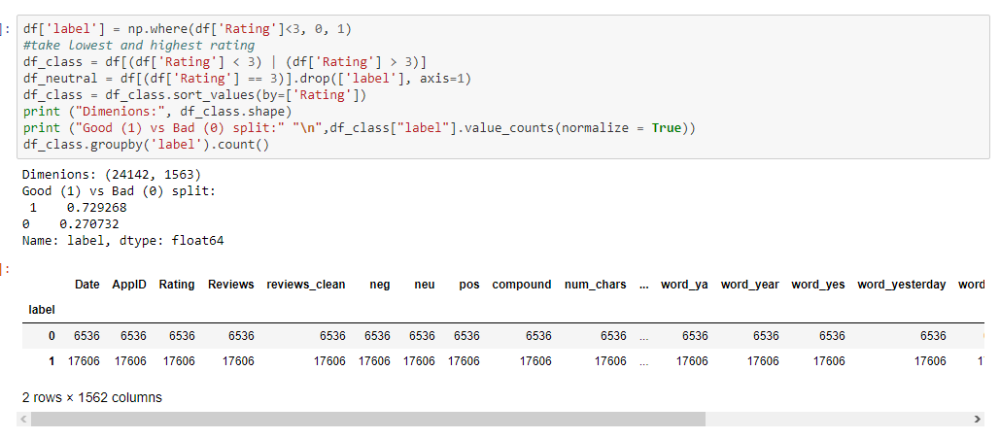 ]: df['label'] = np.where(df['Rating']<3, 0, 1)
#take lowest and highest rating
df_class = df[(df['Rating'] < 3) | (df['Rating'] > 3)]
df_neutral = df[(df['Rating'] == 3)].drop(['label'], axis=1)
df_class = df_class.sort_values(by=['Rating'])
print ("Dimenions:", df_class.shape)
print ("Good (1) vs Bad (0) split:" "\n",df_class["label"].value_counts(normalize = True))
df_class.groupby('label').count()
Dimenions: (24142, 1563)
Good (1) vs Bad (0) split:
1 0.729268
0 0.270732
Name: label, dtype: float64
]:
Date AppID Rating Reviews reviews_clean neg neu pos compound num_chars ... word_ya word_year word_yes word_yesterday word
label
0 6536 6536 6536 6536 6536 6536 6536 6536 6536 6536 ... 6536 6536 6536 6536
1 17606 17606 17606 17606 17606 17606 17606 17606 17606 17606 ... 17606 17606 17606 17606 1
2 rows × 1562 columns